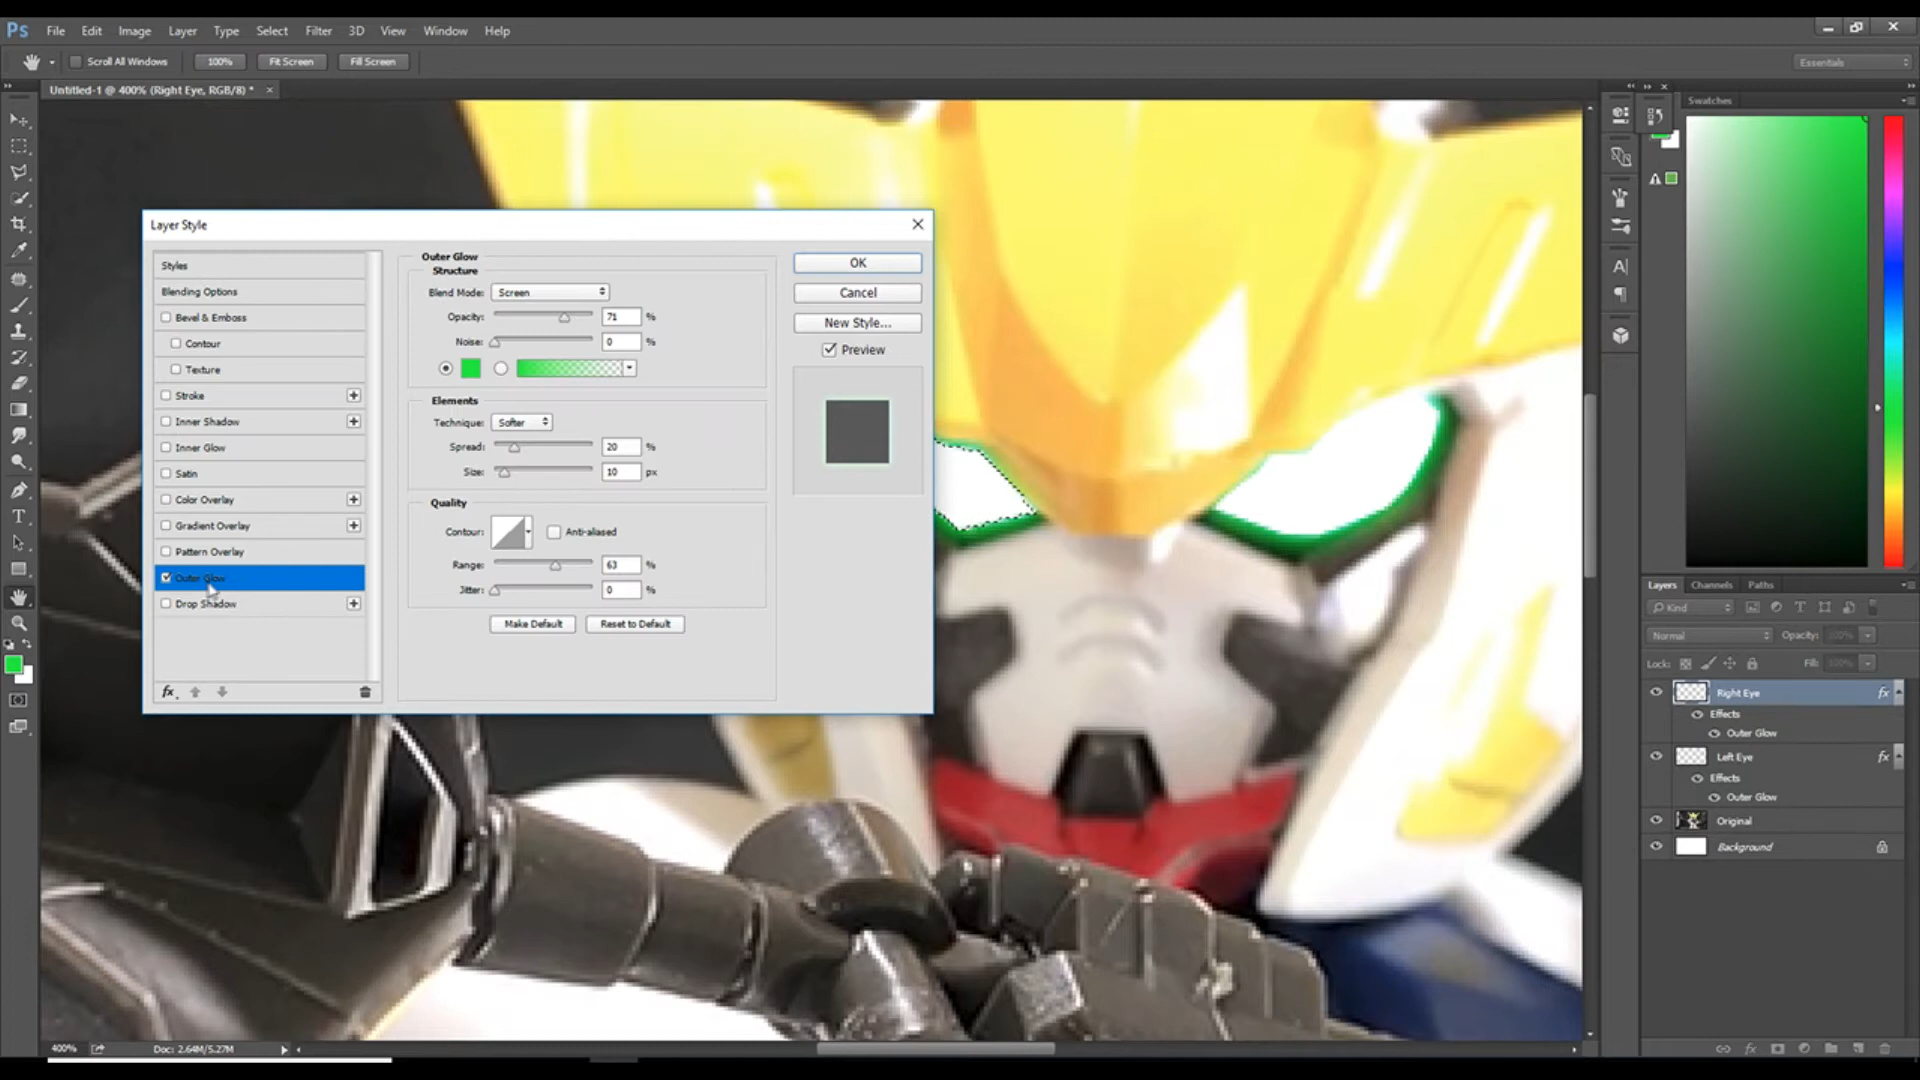 Ps File Edit Image Layer Type Select Filter 3D View Window Help
Scroll All Windows 100% Fit Screen Fill Screen Essentials
Untitled-1 @ 400% (Right Eye, RGB/8) * ×
Swatches
Layer Style
Styles
Blending Options
Bevel & Emboss
Contour
Texture
Stroke
Inner Shadow
Inner Glow
Satin
Color Overlay
Gradient Overlay
Pattern Overlay
Outer Glow
Drop Shadow
fx
Outer Glow
Structure
Blend Mode: Screen
Opacity: 71 %
Noise: 0 %
Elements
Technique: Softer
Spread: 20 %
Size: 10 px
Quality
Contour: Anti-aliased
Range: 63 %
Jitter: 0 %
Make Default Reset to Default
OK
Cancel
New Style...
Preview
Layers Channels Paths
Kind
Normal Opacity: 100%
Lock: Fill: 100%
Right Eye fx
Effects
Outer Glow
Left Eye fx
Effects
Outer Glow
Original
Background
400% Doc: 2.64M/5.27M